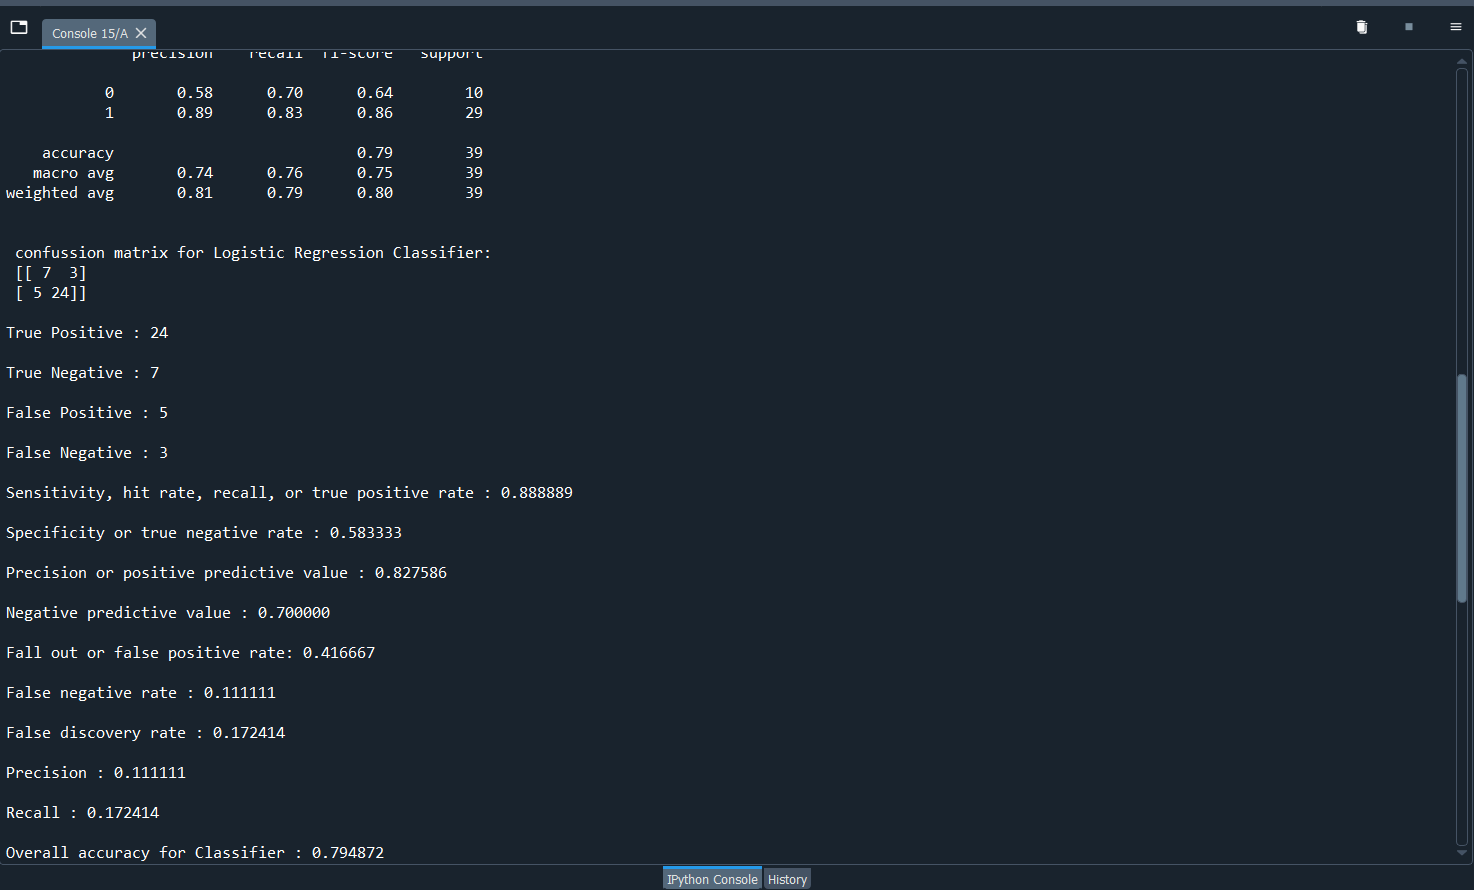 Console 15/A
precision recall f1-score support
0 0.58 0.70 0.64 10
1 0.89 0.83 0.86 29
accuracy 0.79 39
macro avg 0.74 0.76 0.75 39
weighted avg 0.81 0.79 0.80 39
confussion matrix for Logistic Regression Classifier:
[[ 7 3]
[ 5 24]]
True Positive : 24
True Negative : 7
False Positive : 5
False Negative : 3
Sensitivity, hit rate, recall, or true positive rate : 0.888889
Specificity or true negative rate : 0.583333
Precision or positive predictive value : 0.827586
Negative predictive value : 0.700000
Fall out or false positive rate: 0.416667
False negative rate : 0.111111
False discovery rate : 0.172414
Precision : 0.111111
Recall : 0.172414
Overall accuracy for Classifier : 0.794872
IPython Console History